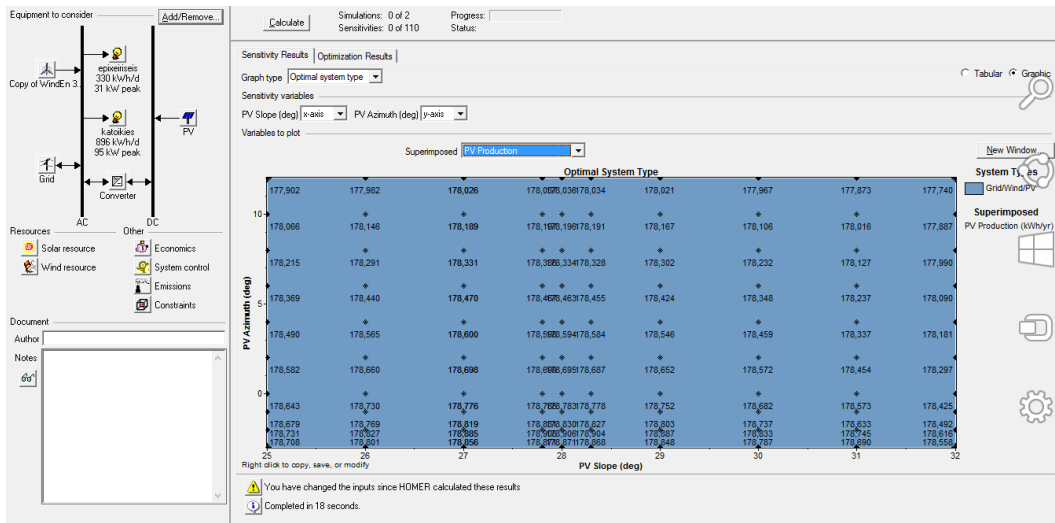 Equipment to consider
Add/Remove...
epixeiriseis
330 kWh/d
31 kW peak
Copy of WindEn 3..
katoikies
896 kWh/d
95 kW peak
PV
Grid
Converter
AC
DC
Resources
Other
Solar resource
Economics
Wind resource
System control
Emissions
Constraints
Document
Author
Notes
Calculate
Simulations: 0 of 2
Progress:
Sensitivities: 0 of 110
Status:
Sensitivity Results
Optimization Results
Graph type
Optimal system type
Tabular
Graphic
Sensitivity variables
PV Slope (deg)
x-axis
PV Azimuth (deg)
y-axis
Variables to plot
Superimposed
PV Production
New Window...
Optimal System Type
System Types
Grid/Wind/PV
Superimposed
PV Production (kWh/yr)
PV Azimuth (deg)
177,902 177,982 178,026 178,034 178,021 177,967 177,873 177,740
10
178,066 178,146 178,189 178,191 178,167 178,106 178,016 177,887
178,215 178,291 178,331 178,328 178,302 178,232 178,127 177,990
5
178,369 178,440 178,470 178,455 178,424 178,348 178,237 178,090
178,490 178,565 178,600 178,584 178,546 178,459 178,337 178,181
178,582 178,660 178,698 178,687 178,652 178,572 178,454 178,297
0
178,643 178,730 178,776 178,778 178,752 178,682 178,573 178,425
178,679 178,769 178,819 178,827 178,803 178,737 178,633 178,492
178,731 178,827 178,885 178,904 178,887 178,833 178,745 178,616
178,708 178,801 178,856 178,868 178,848 178,787 178,690 178,558
25 26 27 28 29 30 31 32
Right click to copy, save, or modify
PV Slope (deg)
You have changed the inputs since HOMER calculated these results
Completed in 18 seconds.